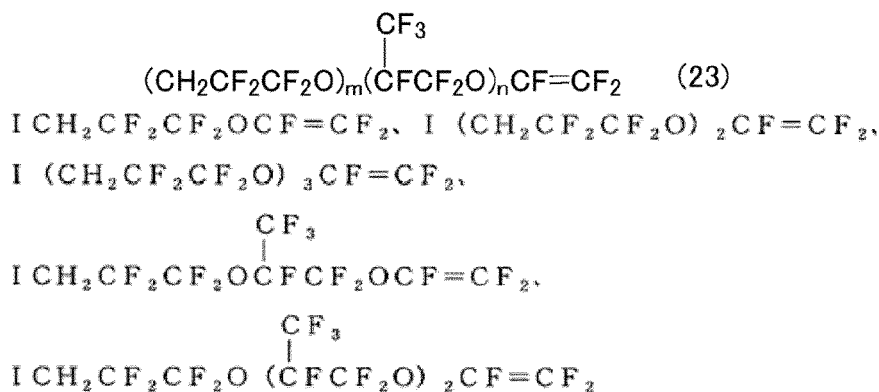 CF₃
(CH₂CF₂CF₂O)ₘ(CFCF₂O)ₙCF=CF₂ (23)
ICH₂CF₂CF₂OCF=CF₂、I(CH₂CF₂CF₂O)₂CF=CF₂、
I(CH₂CF₂CF₂O)₃CF=CF₂、
CF₃
ICH₂CF₂CF₂OCFCF₂OCF=CF₂、
CF₃
ICH₂CF₂CF₂O(CFCF₂O)₂CF=CF₂